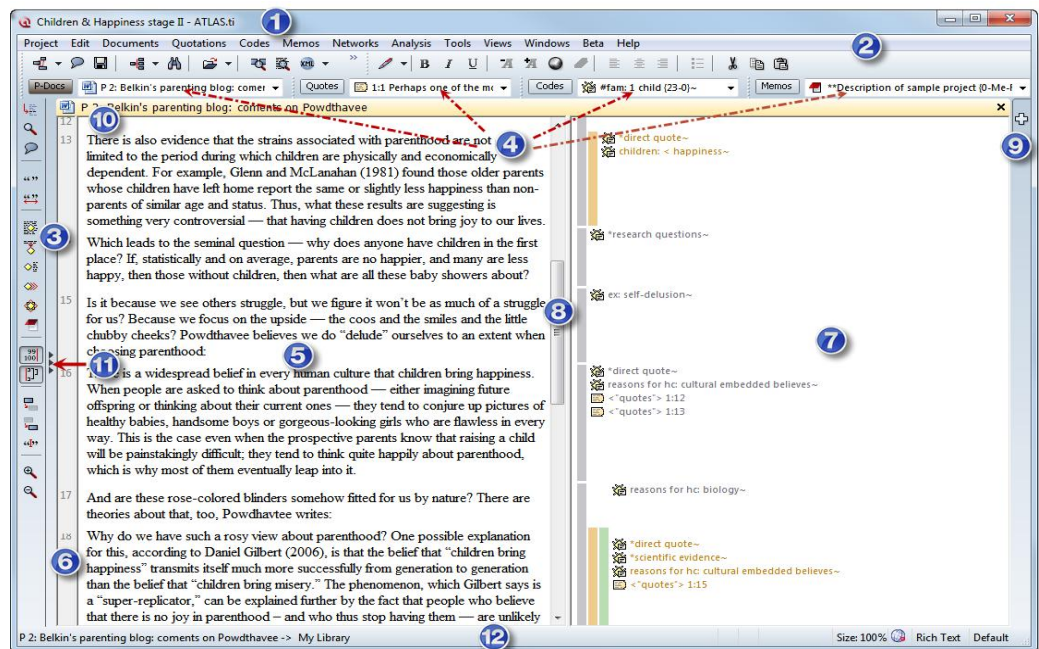 Children & Happiness stage II - ATLAS.ti
1
Project Edit Documents Quotations Codes Memos Networks Analysis Tools Views Windows Beta Help
2
XML » B I U
P-Docs P 2: Belkin's parenting blog: comer Quotes 1:1 Perhaps one of the mo Codes #fam: 1 child (23-0)~ Memos **Description of sample project {0-Me-F
P 2: Belkin's parenting blog: coments on Powdthavee
10
4
9
12
13 There is also evidence that the strains associated with parenthood are not
limited to the period during which children are physically and economically
dependent. For example, Glenn and McLanahan (1981) found those older parents
whose children have left home report the same or slightly less happiness than non-
parents of similar age and status. Thus, what these results are suggesting is
something very controversial — that having children does not bring joy to our lives.
*direct quote~
children: < happiness~
3
Which leads to the seminal question — why does anyone have children in the first
place? If, statistically and on average, parents are no happier, and many are less
happy, then those without children, then what are all these baby showers about?
*research questions~
15 Is it because we see others struggle, but we figure it won't be as much of a struggle
for us? Because we focus on the upside — the coos and the smiles and the little
chubby cheeks? Powdthavee believes we do “delude” ourselves to an extent when
choosing parenthood:
ex: self-delusion~
8
7
5
11
16 There is a widespread belief in every human culture that children bring happiness.
When people are asked to think about parenthood — either imagining future
offspring or thinking about their current ones — they tend to conjure up pictures of
healthy babies, handsome boys or gorgeous-looking girls who are flawless in every
way. This is the case even when the prospective parents know that raising a child
will be painstakingly difficult; they tend to think quite happily about parenthood,
which is why most of them eventually leap into it.
*direct quote~
reasons for hc: cultural embedded believes~
<"quotes"> 1:12
<"quotes"> 1:13
17 And are these rose-colored blinders somehow fitted for us by nature? There are
theories about that, too, Powdhavtee writes:
reasons for hc: biology~
18 Why do we have such a rosy view about parenthood? One possible explanation
for this, according to Daniel Gilbert (2006), is that the belief that “children bring
happiness” transmits itself much more successfully from generation to generation
than the belief that “children bring misery.” The phenomenon, which Gilbert says is
a “super-replicator,” can be explained further by the fact that people who believe
that there is no joy in parenthood – and who thus stop having them — are unlikely
*direct quote~
*scientific evidence~
reasons for hc: cultural embedded believes~
<"quotes"> 1:15
6
P 2: Belkin's parenting blog: coments on Powdthavee -> My Library
12
Size: 100% Rich Text Default